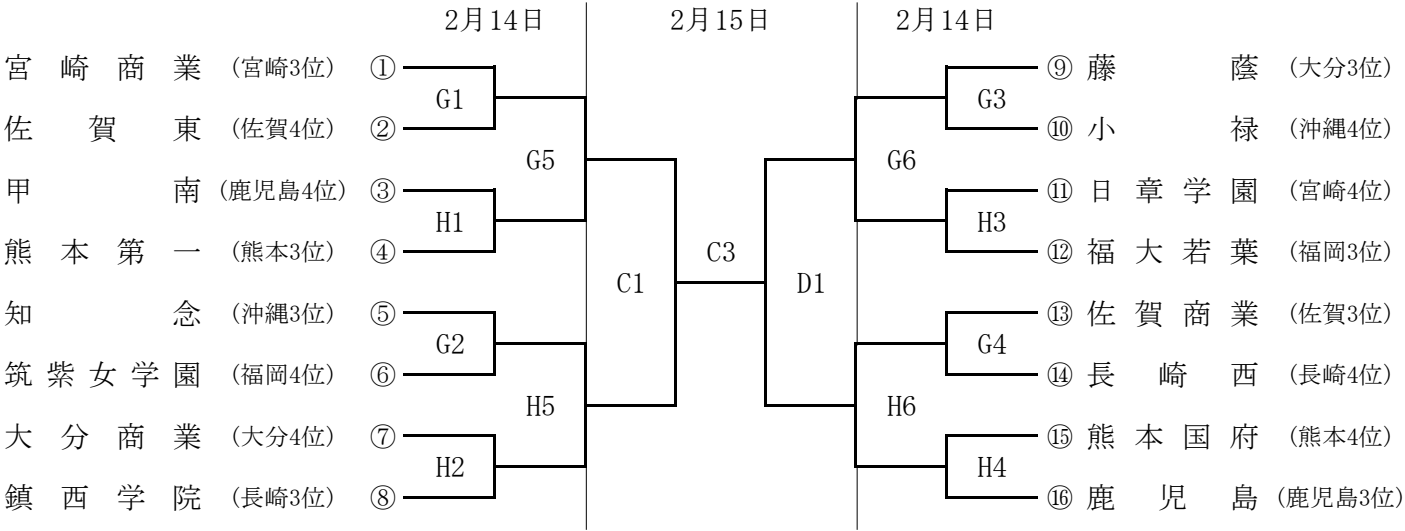 2月14日 2月15日 2月14日
宮崎商業 (宮崎3位) ① ⑨ 藤蔭 (大分3位)
G1 G3
佐賀東 (佐賀4位) ② ⑩ 小禄 (沖縄4位)
G5 G6
甲南 (鹿児島4位) ③ ⑪ 日章学園 (宮崎4位)
H1 H3
熊本第一 (熊本3位) ④ C3 ⑫ 福大若葉 (福岡3位)
C1 D1
知念 (沖縄3位) ⑤ ⑬ 佐賀商業 (佐賀3位)
G2 G4
筑紫女学園 (福岡4位) ⑥ ⑭ 長崎西 (長崎4位)
H5 H6
大分商業 (大分4位) ⑦ ⑮ 熊本国府 (熊本4位)
H2 H4
鎮西学院 (長崎3位) ⑧ ⑯ 鹿児島 (鹿児島3位)